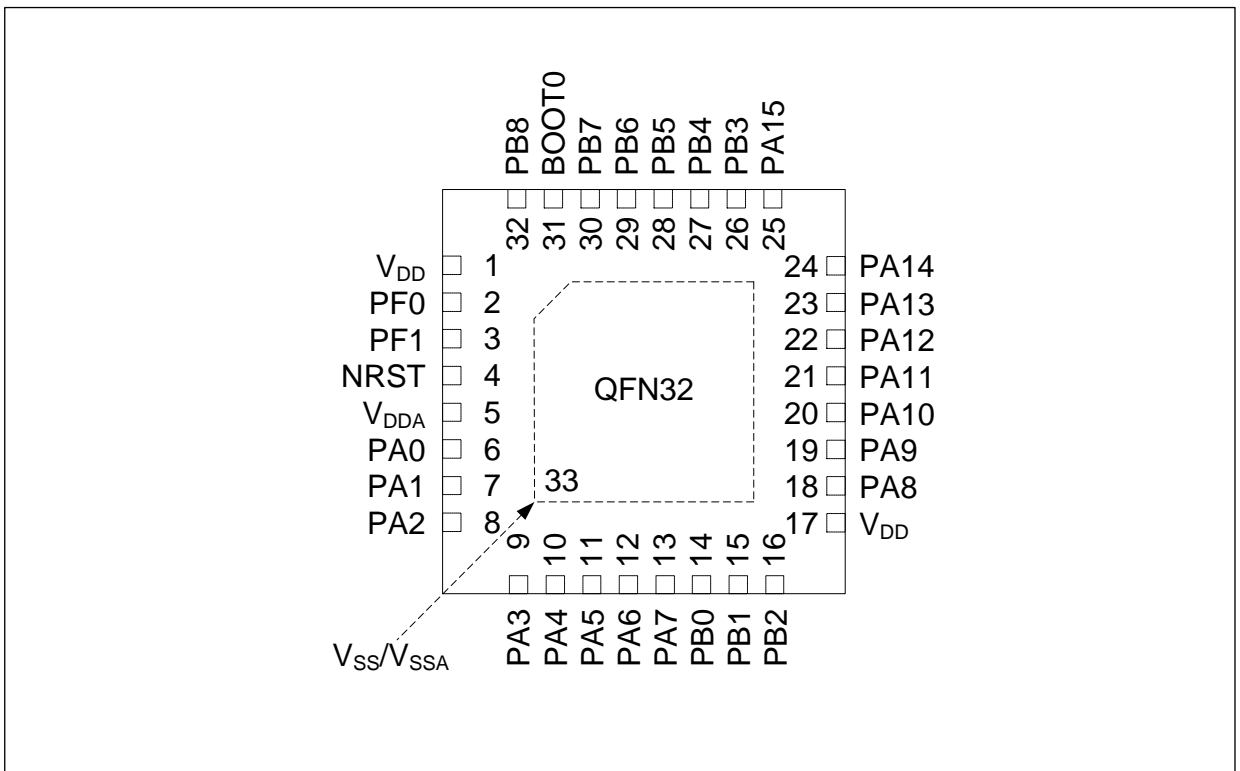 PB8
BOOT0
PB7
PB6
PB5
PB4
PB3
PA15
32
31
30
29
28
27
26
25
VDD 1
PF0 2
PF1 3
NRST 4
VDDA 5
PA0 6
PA1 7
PA2 8
QFN32
33
24 PA14
23 PA13
22 PA12
21 PA11
20 PA10
19 PA9
18 PA8
17 VDD
9
10
11
12
13
14
15
16
PA3
PA4
PA5
PA6
PA7
PB0
PB1
PB2
VSS/VSSA